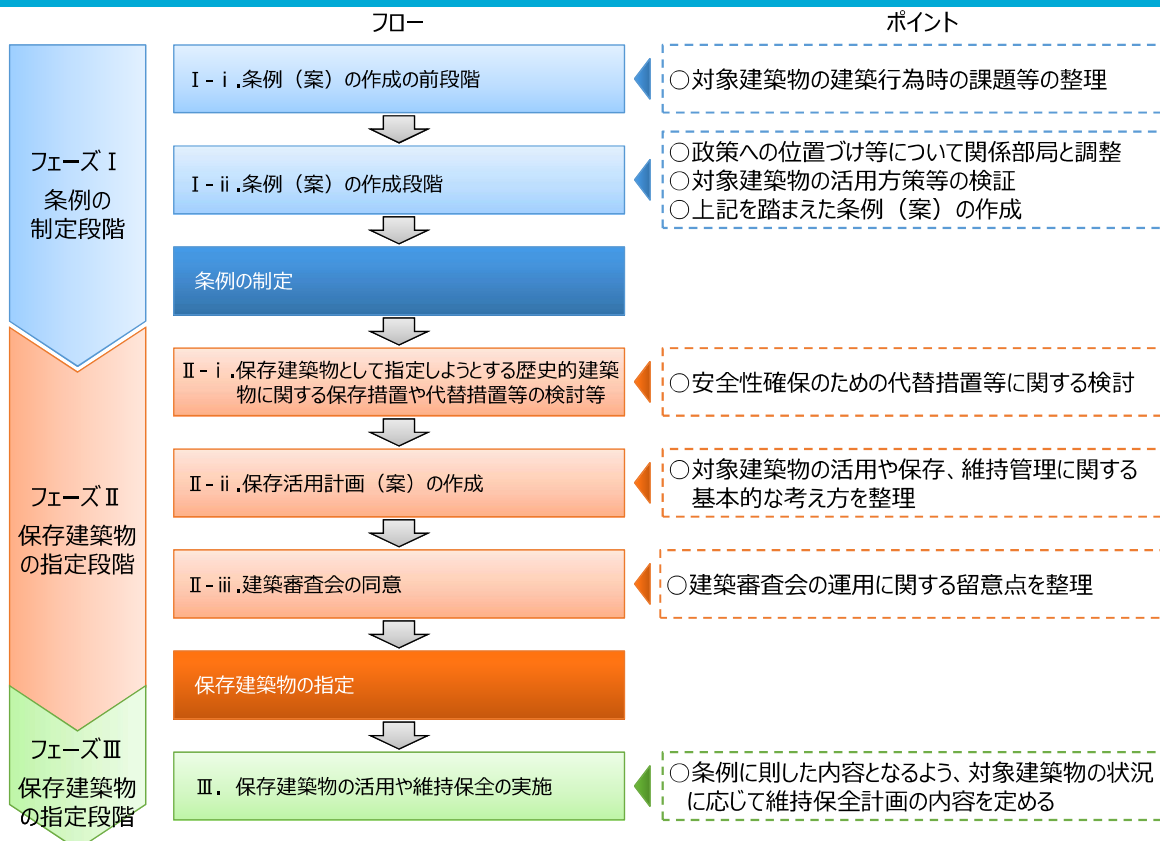 フロー
ポイント
フェーズⅠ
条例の
制定段階
Ⅰ-ⅰ.条例（案）の作成の前段階
○対象建築物の建築行為時の課題等の整理
Ⅰ-ⅱ.条例（案）の作成段階
○政策への位置づけ等について関係部局と調整
○対象建築物の活用方策等の検証
○上記を踏まえた条例（案）の作成
条例の制定
フェーズⅡ
保存建築物
の指定段階
Ⅱ-ⅰ.保存建築物として指定しようとする歴史的建築
物に関する保存措置や代替措置等の検討等
○安全性確保のための代替措置等に関する検討
Ⅱ-ⅱ.保存活用計画（案）の作成
○対象建築物の活用や保存、維持管理に関する
基本的な考え方を整理
Ⅱ-ⅲ.建築審査会の同意
○建築審査会の運用に関する留意点を整理
保存建築物の指定
フェーズⅢ
保存建築物
の指定段階
Ⅲ．保存建築物の活用や維持保全の実施
○条例に則した内容となるよう、対象建築物の状況
に応じて維持保全計画の内容を定める